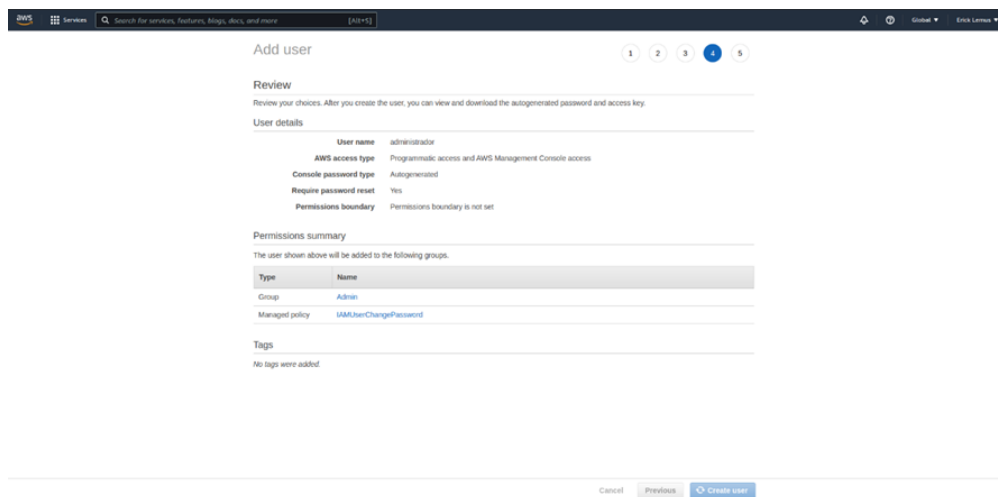 aws Services Search for services, features, blogs, docs, and more [Alt+S] Global Erick Lemus
Add user 1 2 3 4 5
Review
Review your choices. After you create the user, you can view and download the autogenerated password and access key.
User details
User name administrador
AWS access type Programmatic access and AWS Management Console access
Console password type Autogenerated
Require password reset Yes
Permissions boundary Permissions boundary is not set
Permissions summary
The user shown above will be added to the following groups.
Type Name
Group Admin
Managed policy IAMUserChangePassword
Tags
No tags were added.
Cancel Previous Create user